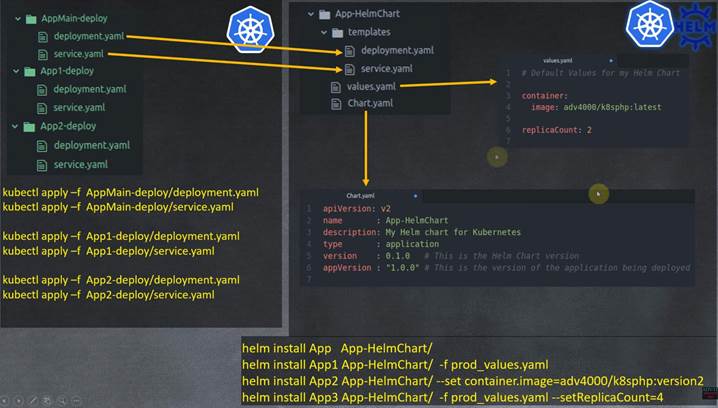 AppMain-deploy
deployment.yaml
service.yaml
App1-deploy
deployment.yaml
service.yaml
App2-deploy
deployment.yaml
service.yaml
kubectl apply –f AppMain-deploy/deployment.yaml
kubectl apply –f AppMain-deploy/service.yaml
kubectl apply –f App1-deploy/deployment.yaml
kubectl apply –f App1-deploy/service.yaml
kubectl apply –f App2-deploy/deployment.yaml
kubectl apply –f App2-deploy/service.yaml
App-HelmChart
templates
deployment.yaml
service.yaml
values.yaml
Chart.yaml
HELM
values.yaml
1 # Default Values for my Helm Chart
2
3 container:
4 image: adv4000/k8sphp:latest
5
6 replicaCount: 2
7
Chart.yaml
1 apiVersion: v2
2 name : App-HelmChart
3 description: My Helm chart for Kubernetes
4 type : application
5 version : 0.1.0 # This is the Helm Chart version
6 appVersion : "1.0.0" # This is the version of the application being deployed
7
helm install App App-HelmChart/
helm install App1 App-HelmChart/ -f prod_values.yaml
helm install App2 App-HelmChart/ --set container.image=adv4000/k8sphp:version2
helm install App3 App-HelmChart/ -f prod_values.yaml --setReplicaCount=4